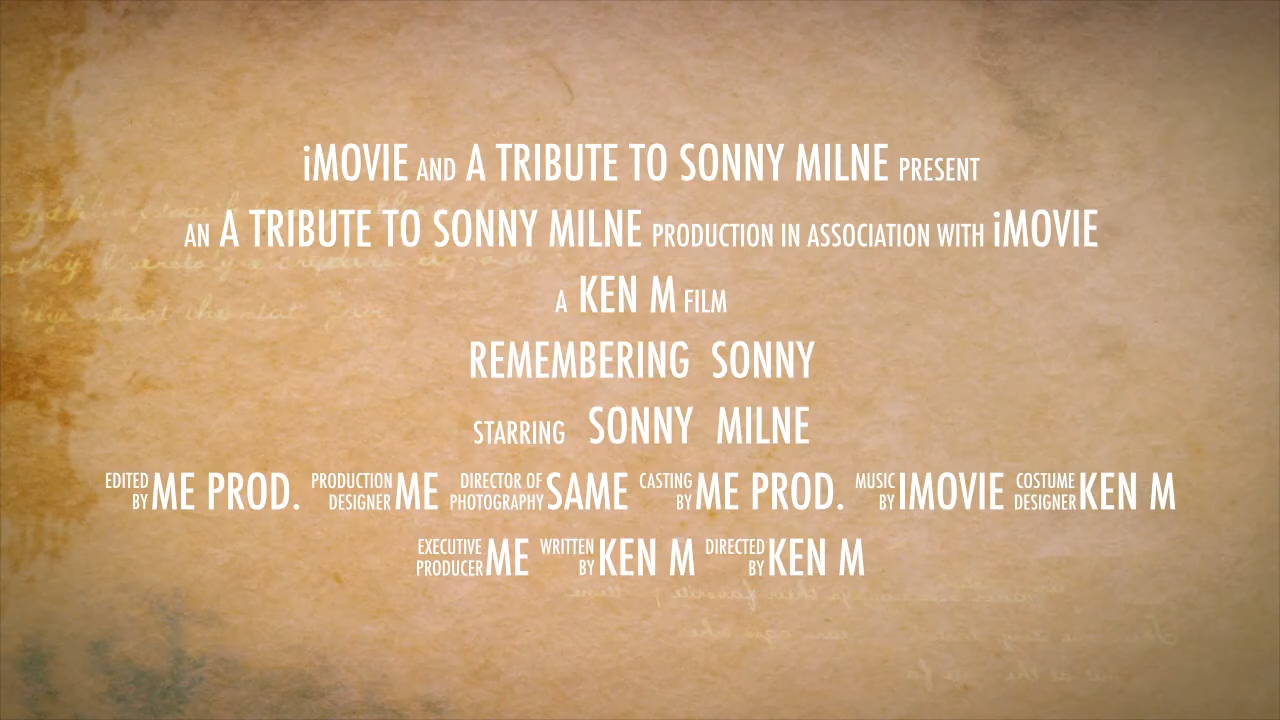 iMOVIE AND A TRIBUTE TO SONNY MILNE PRESENT
AN A TRIBUTE TO SONNY MILNE PRODUCTION IN ASSOCIATION WITH iMOVIE
A KEN M FILM
REMEMBERING SONNY
STARRING SONNY MILNE
EDITED BY ME PROD. PRODUCTION DESIGNER ME DIRECTOR OF PHOTOGRAPHY SAME CASTING BY ME PROD. MUSIC BY IMOVIE COSTUME DESIGNER KEN M
EXECUTIVE PRODUCER ME WRITTEN BY KEN M DIRECTED BY KEN M